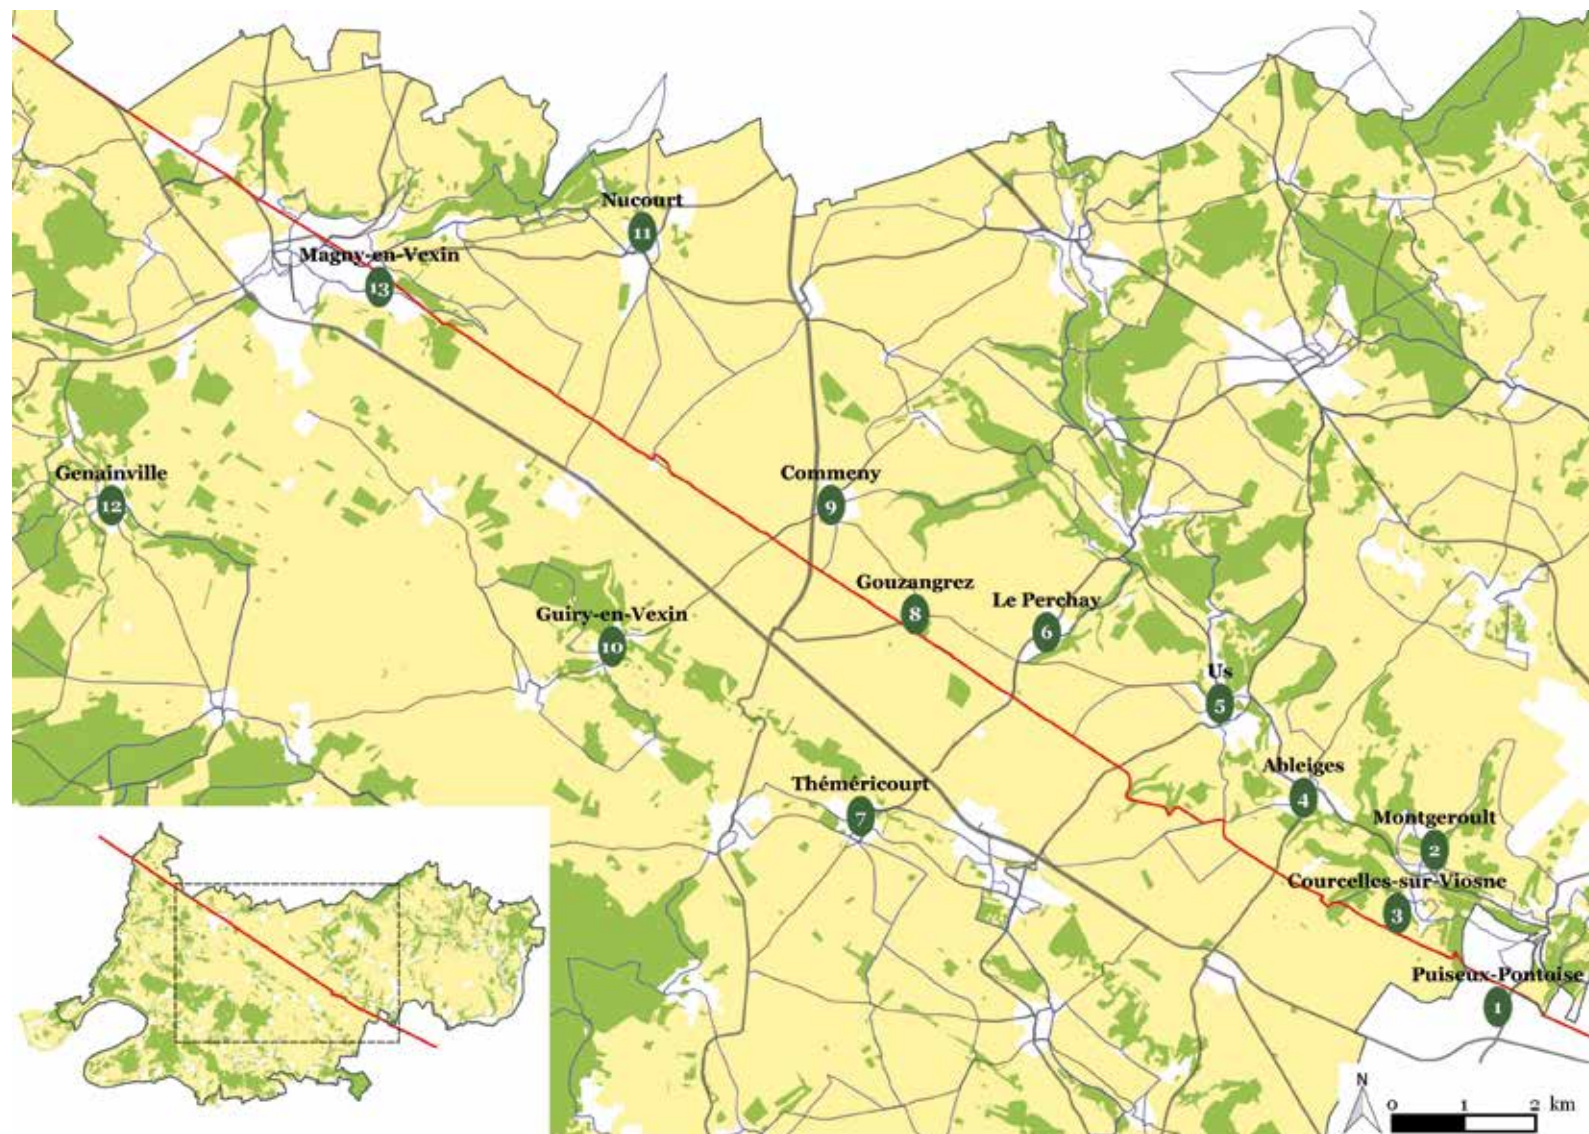 Nucourt
11
Magny-en-Vexin
13
Genainville
12
Commeny
9
Gouzangrez
8
Le Perchay
6
Guiry-en-Vexin
10
Us
5
Ableiges
4
Théméricourt
7
Montgeroult
2
Courcelles-sur-Viosne
3
Puiseux-Pontoise
1
N
0 1 2 km